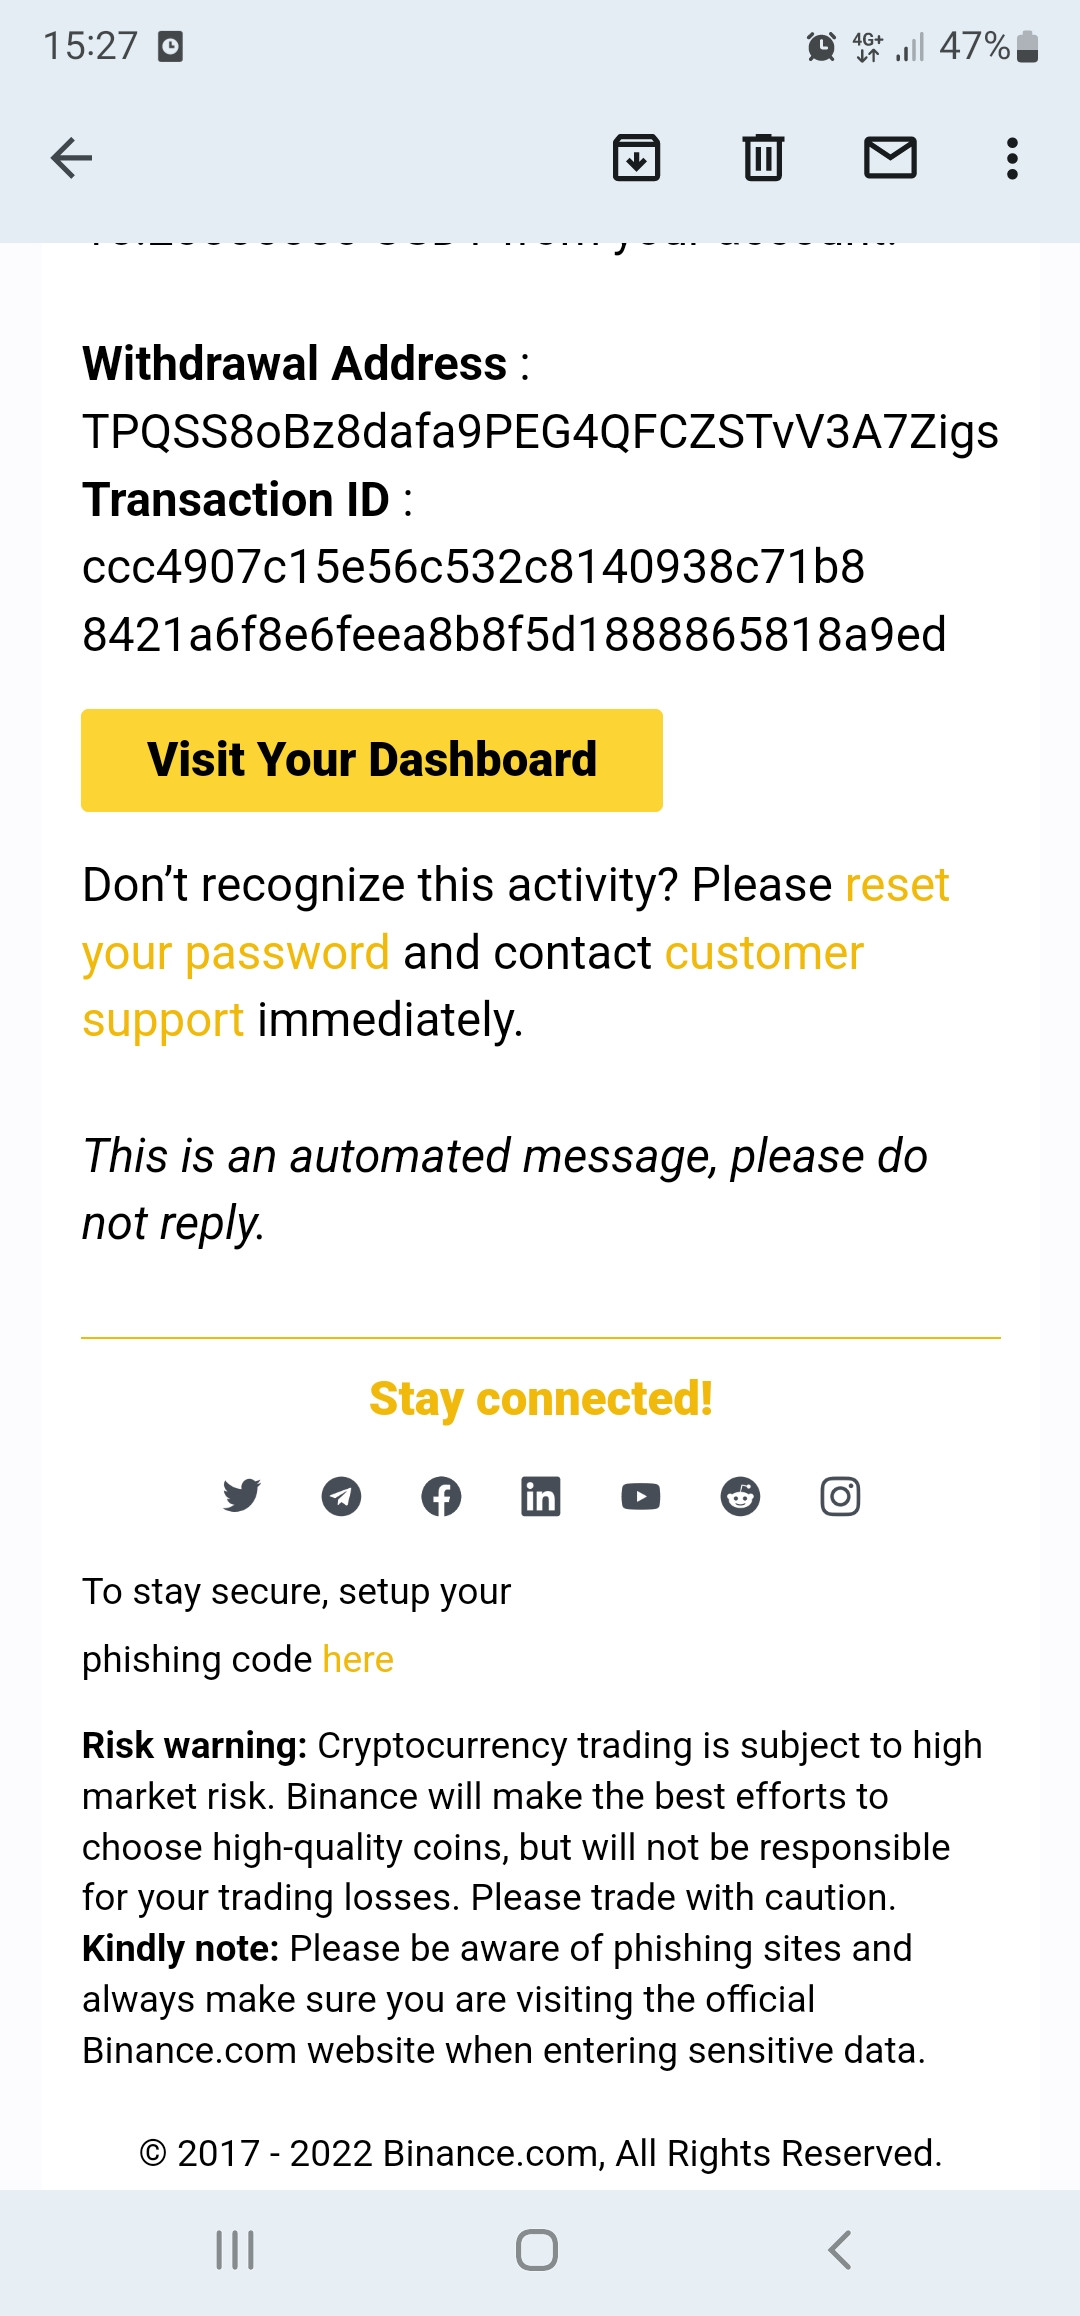 15:27
4G+
47%
from your account.
Withdrawal Address :
TPQSS8oBz8dafa9PEG4QFCZSTvV3A7Zigs
Transaction ID :
ccc4907c15e56c532c8140938c71b8
8421a6f8e6feea8b8f5d1888865818a9ed
Visit Your Dashboard
Don’t recognize this activity? Please reset
your password and contact customer
support immediately.
This is an automated message, please do
not reply.
Stay connected!
in
To stay secure, setup your
phishing code here
Risk warning: Cryptocurrency trading is subject to high
market risk. Binance will make the best efforts to
choose high-quality coins, but will not be responsible
for your trading losses. Please trade with caution.
Kindly note: Please be aware of phishing sites and
always make sure you are visiting the official
Binance.com website when entering sensitive data.
© 2017 - 2022 Binance.com, All Rights Reserved.